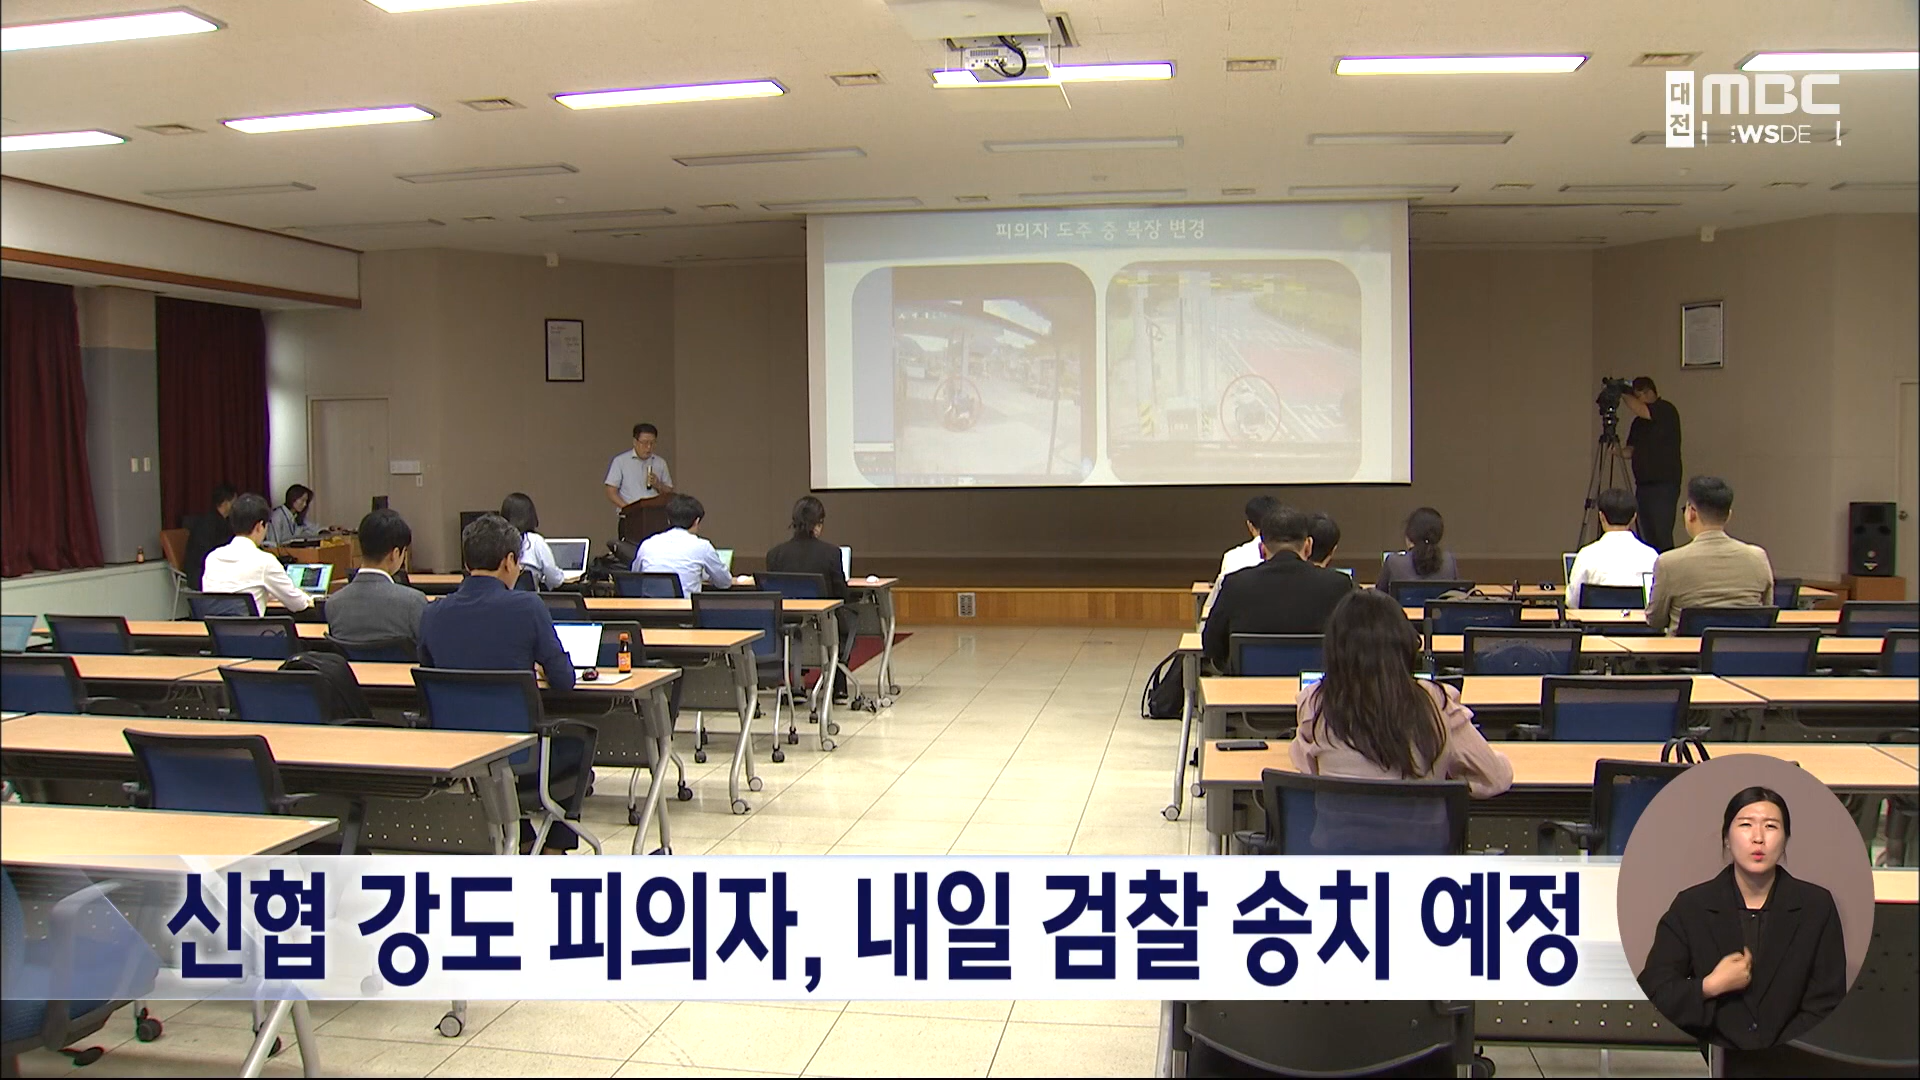 대전 MBC
피의자 도주 중 복장 변경
신협 강도 피의자, 내일 검찰 송치 예정